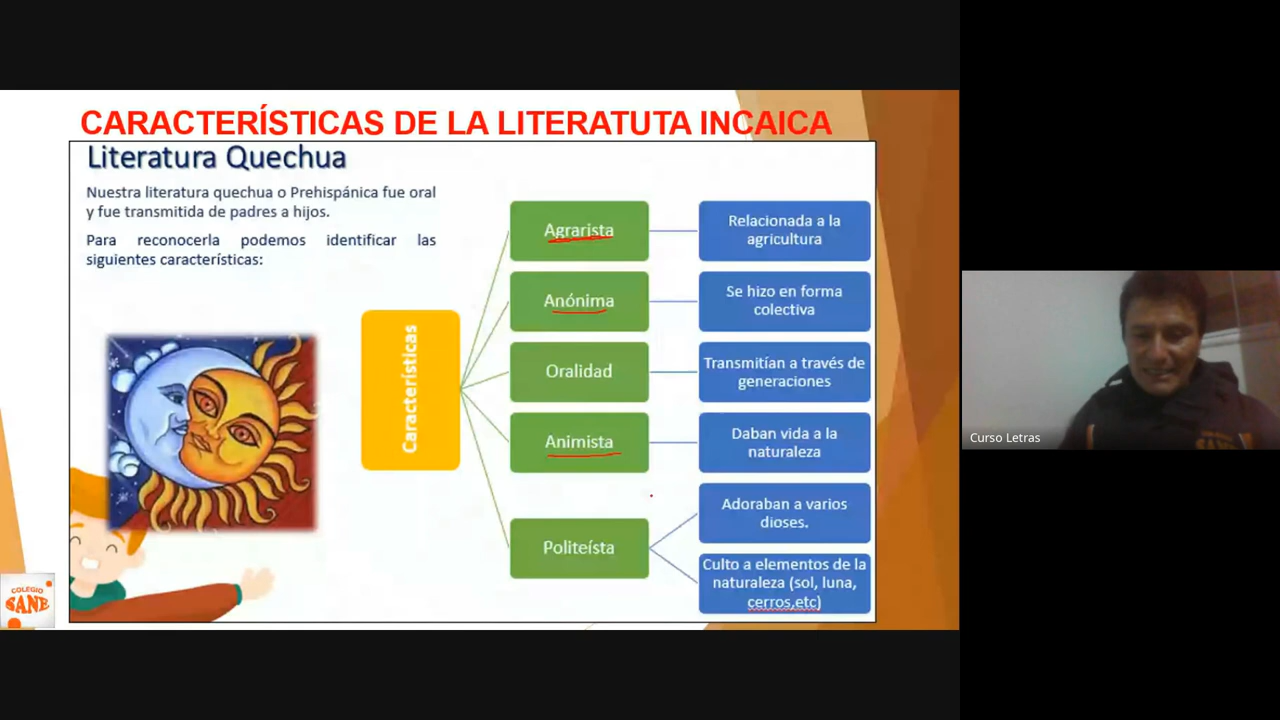 CARACTERÍSTICAS DE LA LITERATUTA INCAICA
Literatura Quechua
Nuestra literatura quechua o Prehispánica fue oral
y fue transmitida de padres a hijos.
Para reconocerla podemos identificar las
siguientes características:
Características
Agrarista
Relacionada a la
agricultura
Anónima
Se hizo en forma
colectiva
Oralidad
Transmitían a través de
generaciones
Animista
Daban vida a la
naturaleza
Politeísta
Adoraban a varios
dioses.
Culto a elementos de la
naturaleza (sol, luna,
cerros,etc)
COLEGIO
SANE
Curso Letras